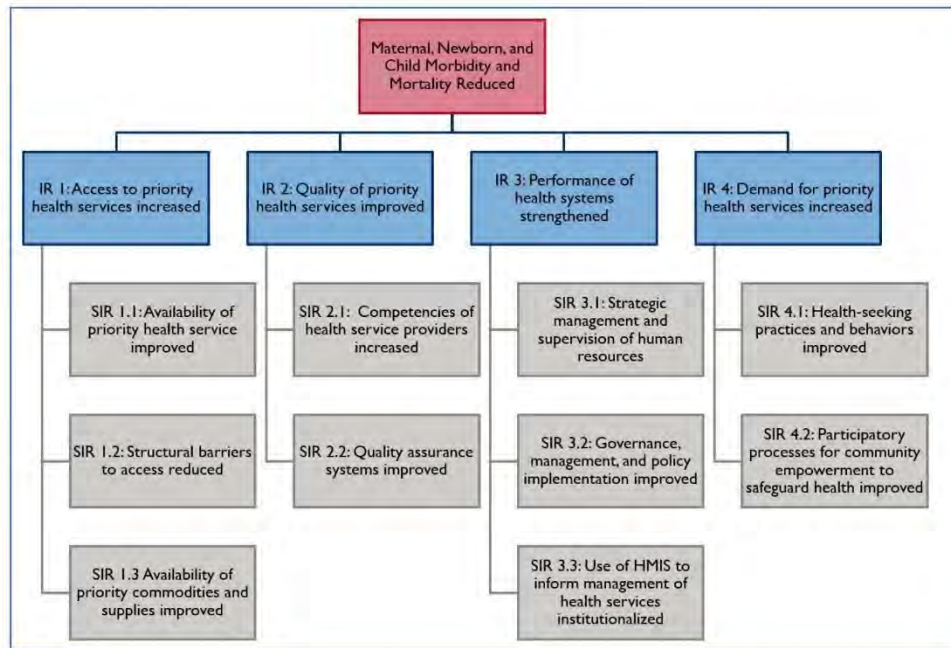 Maternal, Newborn, and
Child Morbidity and
Mortality Reduced
IR 1: Access to priority
health services increased
IR 2: Quality of priority
health services improved
IR 3: Performance of
health systems
strengthened
IR 4: Demand for priority
health services increased
SIR 1.1: Availability of
priority health service
improved
SIR 2.1: Competencies of
health service providers
increased
SIR 3.1: Strategic
management and
supervision of human
resources
SIR 4.1: Health-seeking
practices and behaviors
improved
SIR 1.2: Structural barriers
to access reduced
SIR 2.2: Quality assurance
systems improved
SIR 3.2: Governance,
management, and policy
implementation improved
SIR 4.2: Participatory
processes for community
empowerment to
safeguard health improved
SIR 1.3 Availability of
priority commodities and
supplies improved
SIR 3.3: Use of HMIS to
inform management of
health services
institutionalized